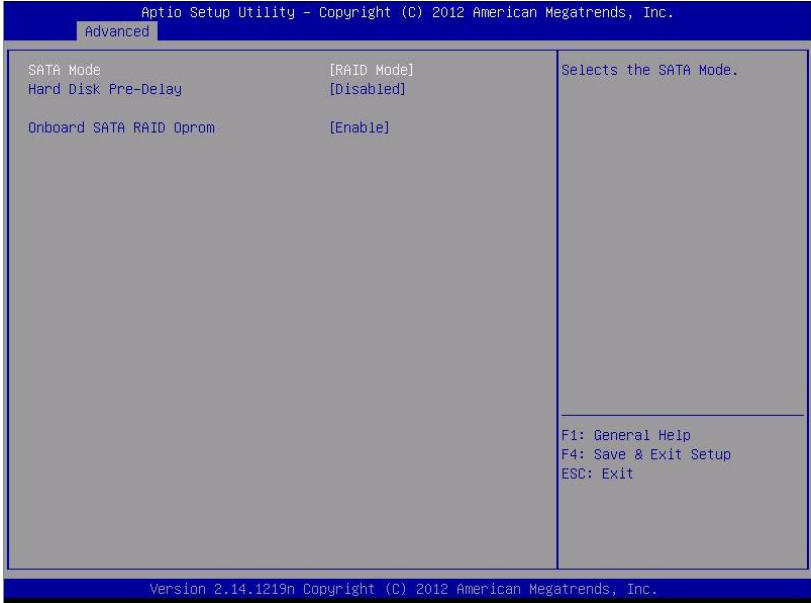 Aptio Setup Utility – Copyright (C) 2012 American Megatrends, Inc.
Advanced
SATA Mode [RAID Mode]
Hard Disk Pre-Delay [Disabled]
Onboard SATA RAID Oprom [Enable]
Selects the SATA Mode.
F1: General Help
F4: Save & Exit Setup
ESC: Exit
Version 2.14.1219n Copyright (C) 2012 American Megatrends, Inc.